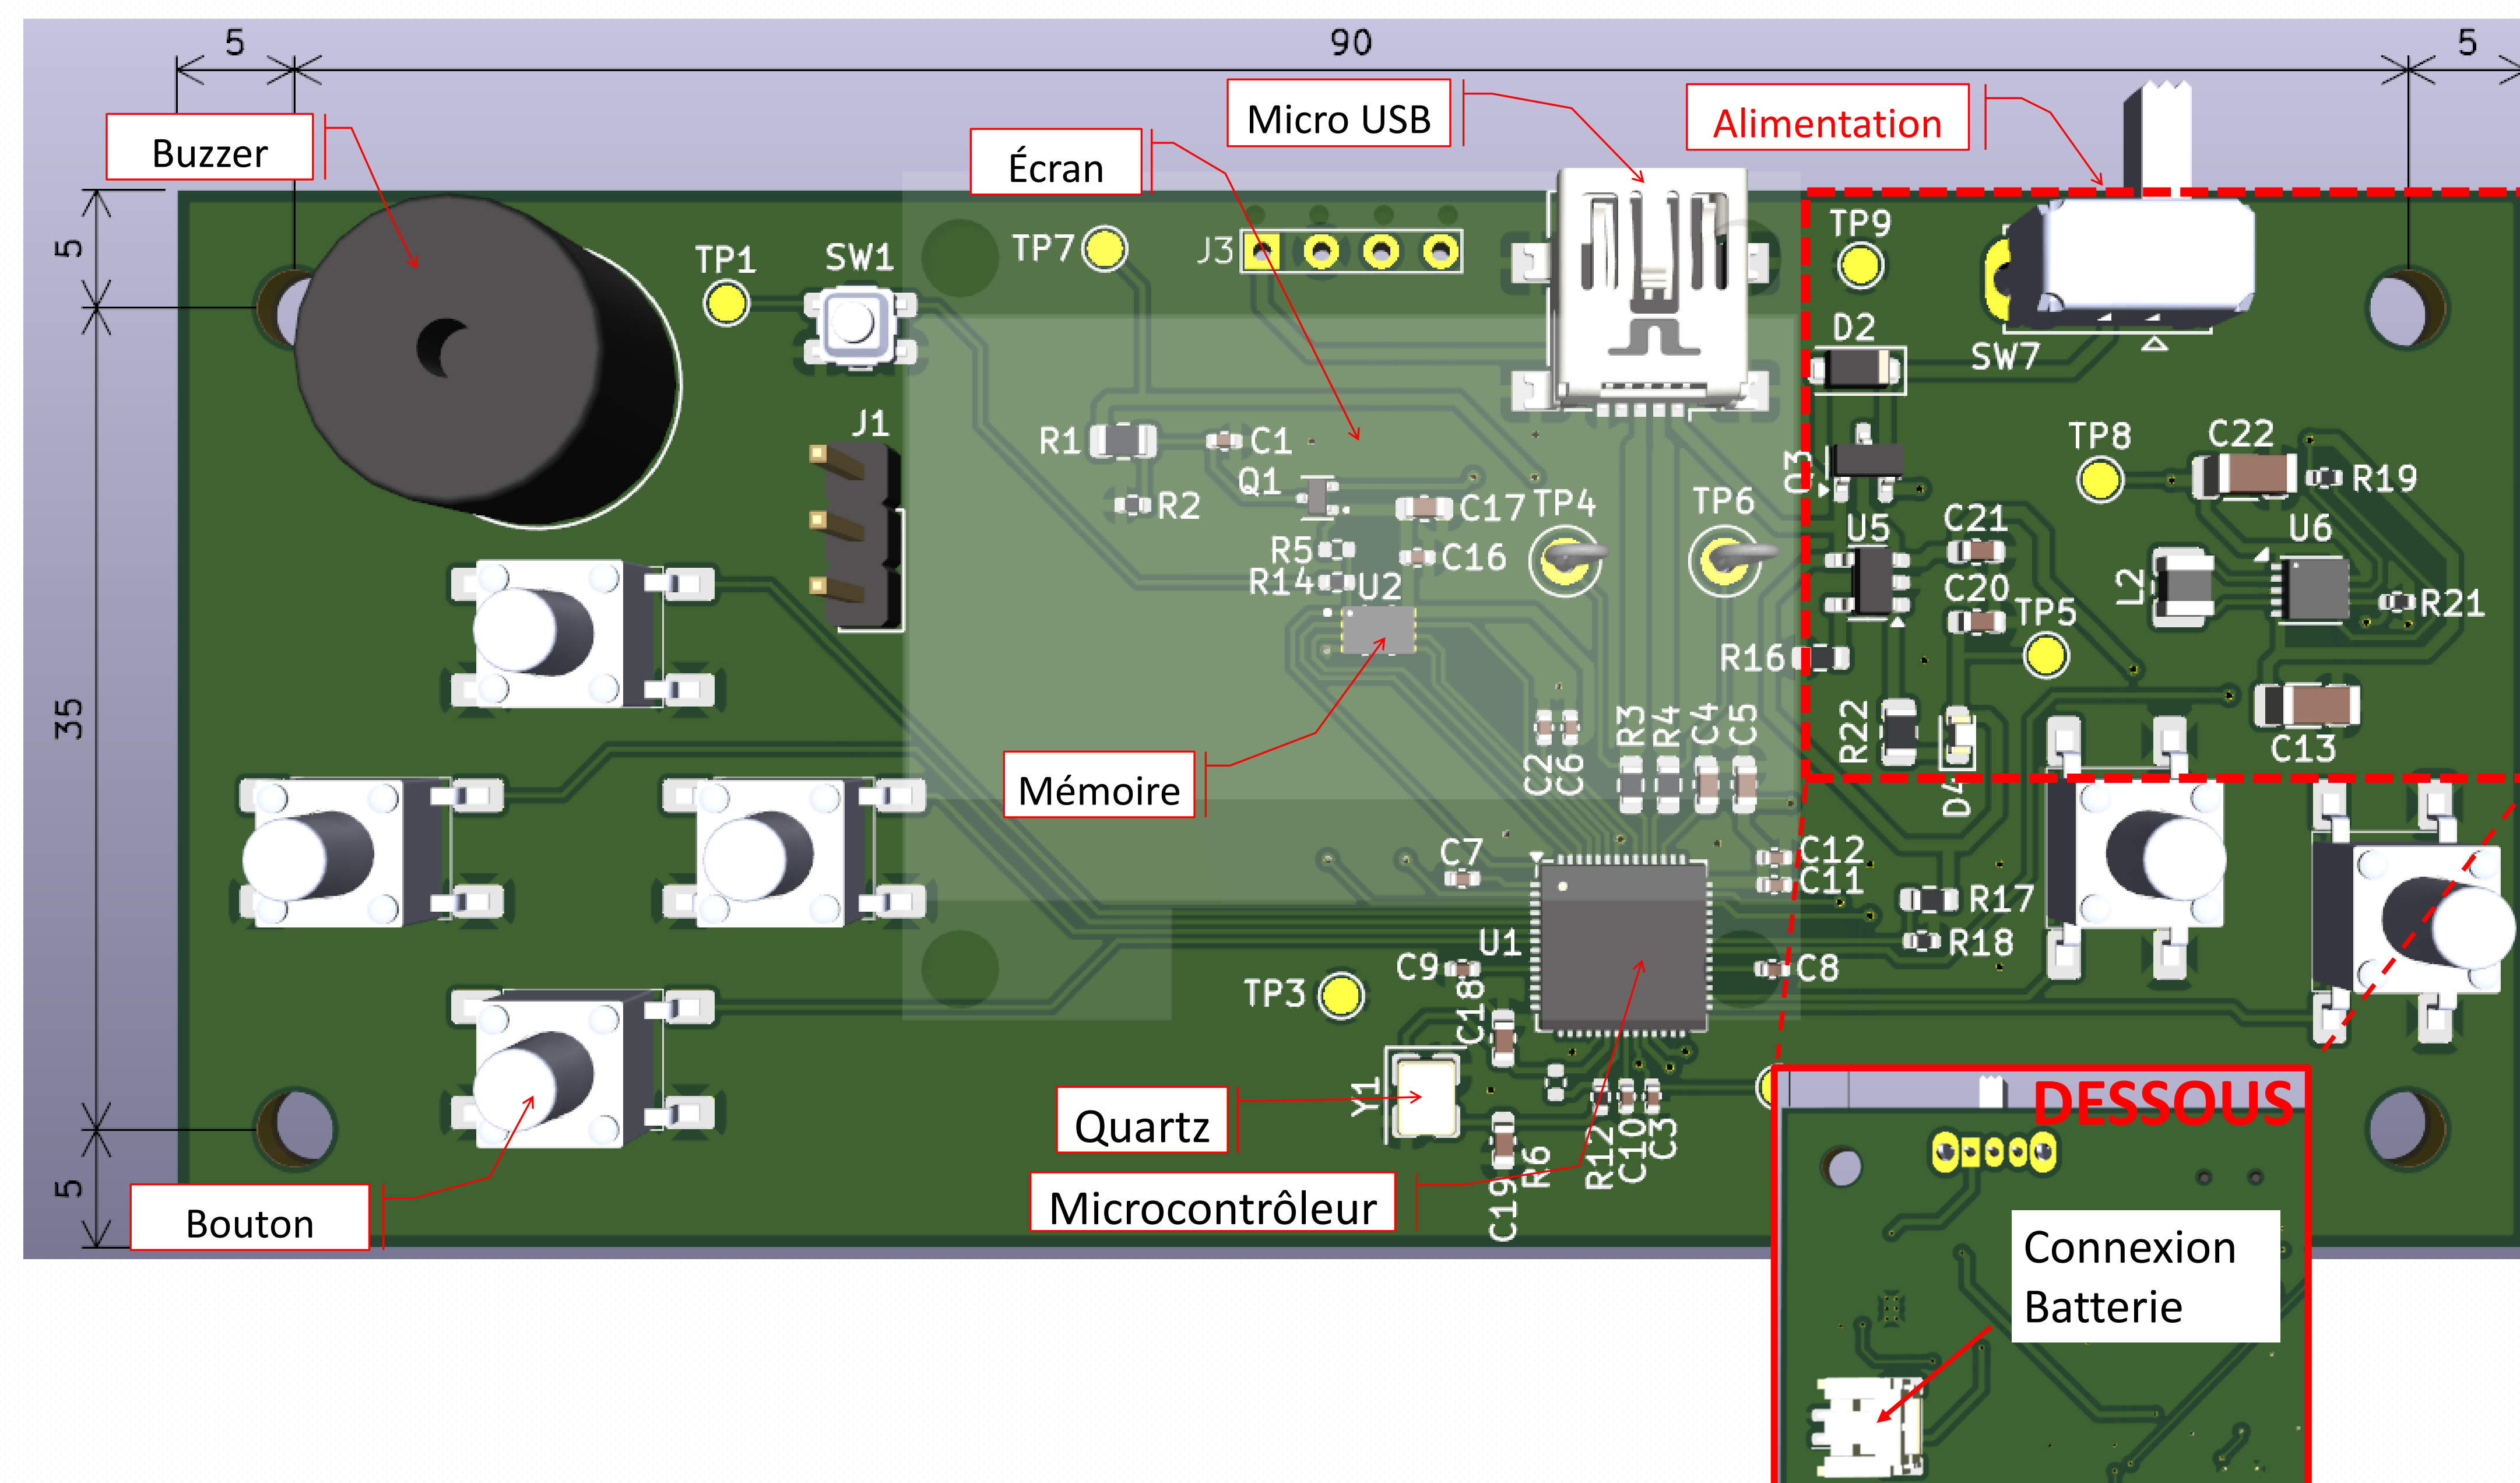 5
90
5
Micro USB
Alimentation
Buzzer
Écran
5
TP1
SW1
TP7
J3
TP9
D2
SW7
J1
R1
C1
Q1
R2
C17
TP4
TP6
Q3
TP8
C22
R19
R5
C16
R14
U2
U5
C21
C20
TP5
L2
U6
R21
R16
35
C2
C6
R3
R4
C4
C5
R22
D4
C13
Mémoire
C7
C12
C11
R17
R18
U1
C9
C8
TP3
C18
Y1
Quartz
R6
R12
C10
C3
C19
5
Microcontrôleur
Bouton
DESSOUS
Connexion
Batterie